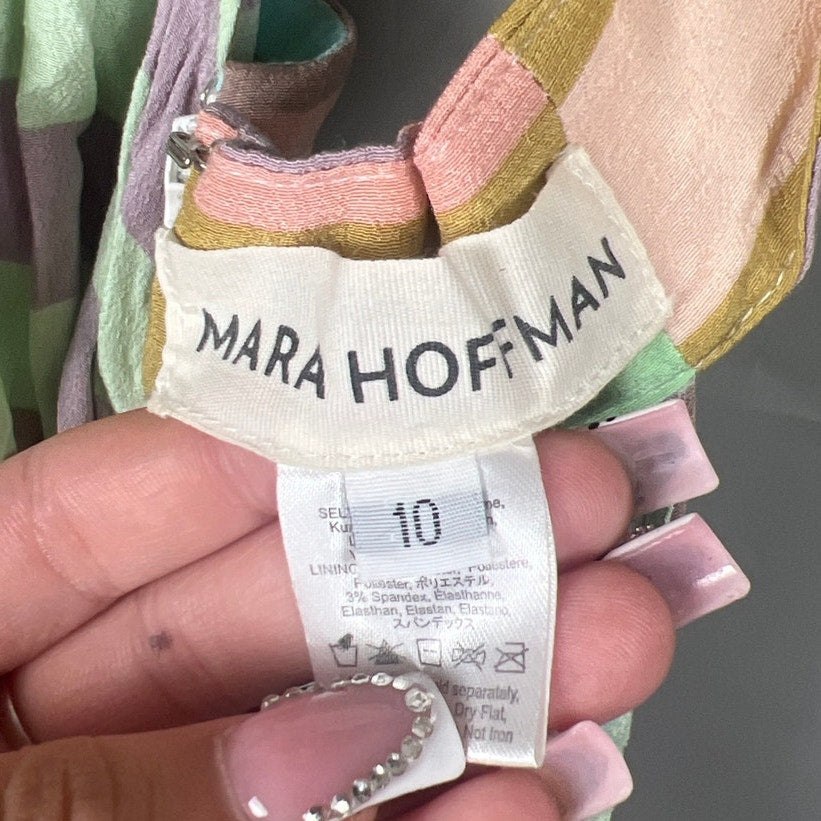 MARA HOFFMAN
10
LINING
Polyester, ポリエステル,
3% Spandex, Elasthanne,
Elasthan, Elastan, Elastano,
スパンデックス
separataly,
Dry Flat,
Not Iron